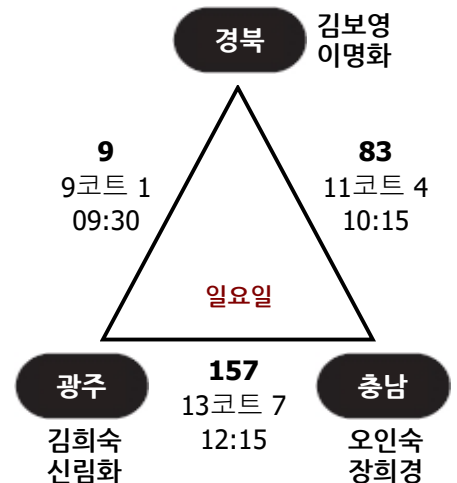 경북
김보영
이명화
9
9코트 1
09:30
83
11코트 4
10:15
일요일
광주
김희숙
신림화
157
13코트 7
12:15
충남
오인숙
장희경